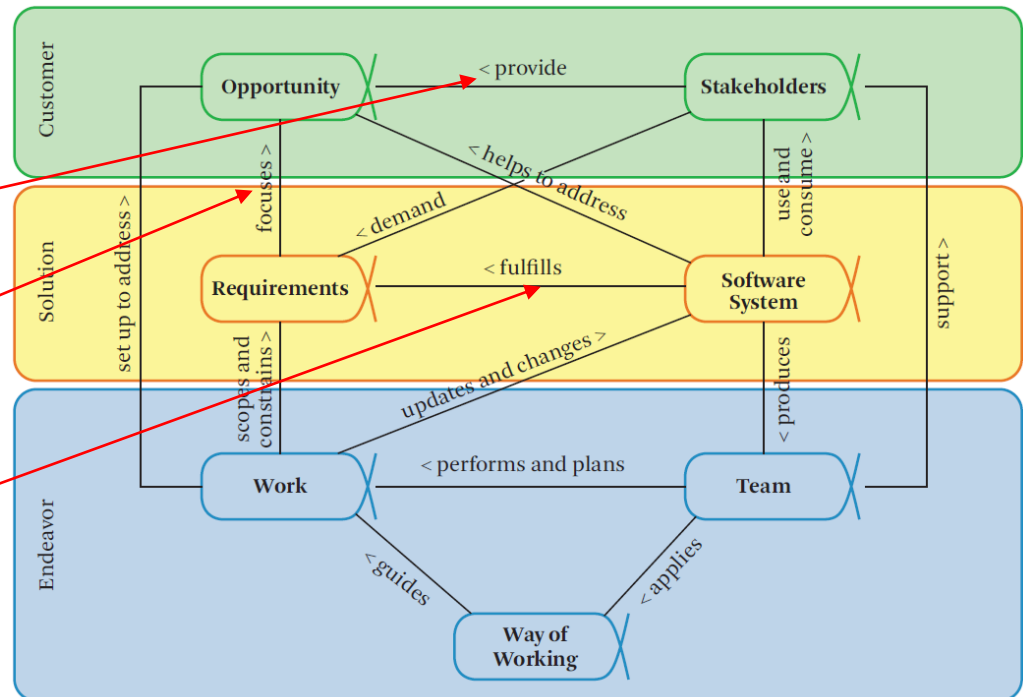 Customer
Opportunity
< provide
Stakeholders
focuses >
< helps to address
< demand
use and
consume >
set up to address >
support >
Solution
Requirements
< fulfills
Software
System
scopes and
constrains >
updates and changes >
< produces
Endeavor
Work
< performs and plans
Team
< guides
< applies
Way of
Working